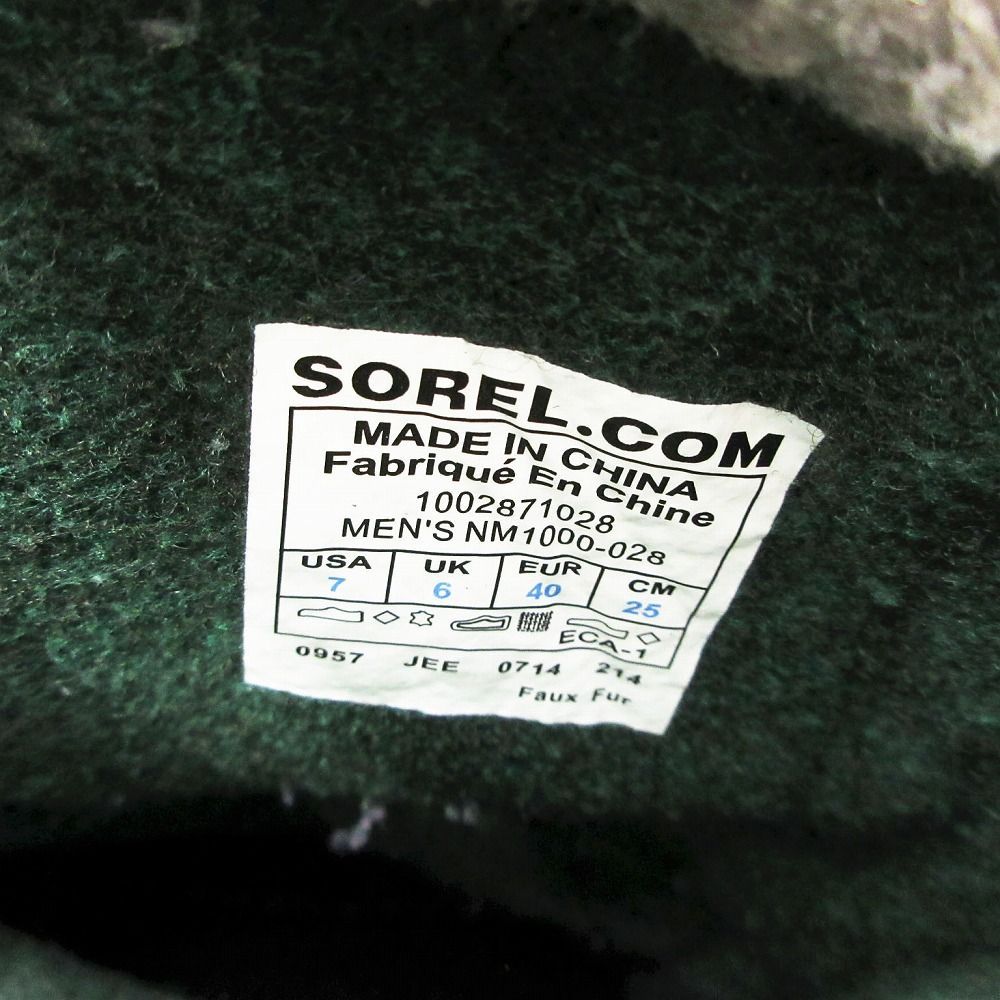 SOREL.COM
MADE IN CHINA
Fabriqué En Chine
1002871028
MEN'S NM1000-028
USA UK EUR CM
7 6 40 25
ECA-1
0957 JEE 0714 214
Faux Fur